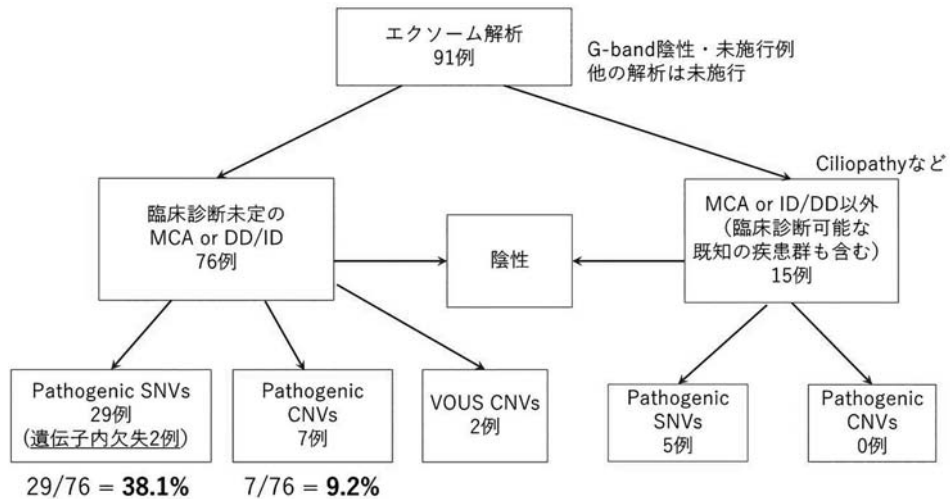 エクソーム解析
91例
G-band陰性・未施行例
他の解析は未施行
Ciliopathyなど
臨床診断未定の
MCA or DD/ID
76例
陰性
MCA or ID/DD以外
（臨床診断可能な
既知の疾患群も含む）
15例
Pathogenic SNVs
29例
(遺伝子内欠失2例)
Pathogenic
CNVs
7例
VOUS CNVs
2例
Pathogenic
SNVs
5例
Pathogenic
CNVs
0例
29/76 = 38.1%
7/76 = 9.2%